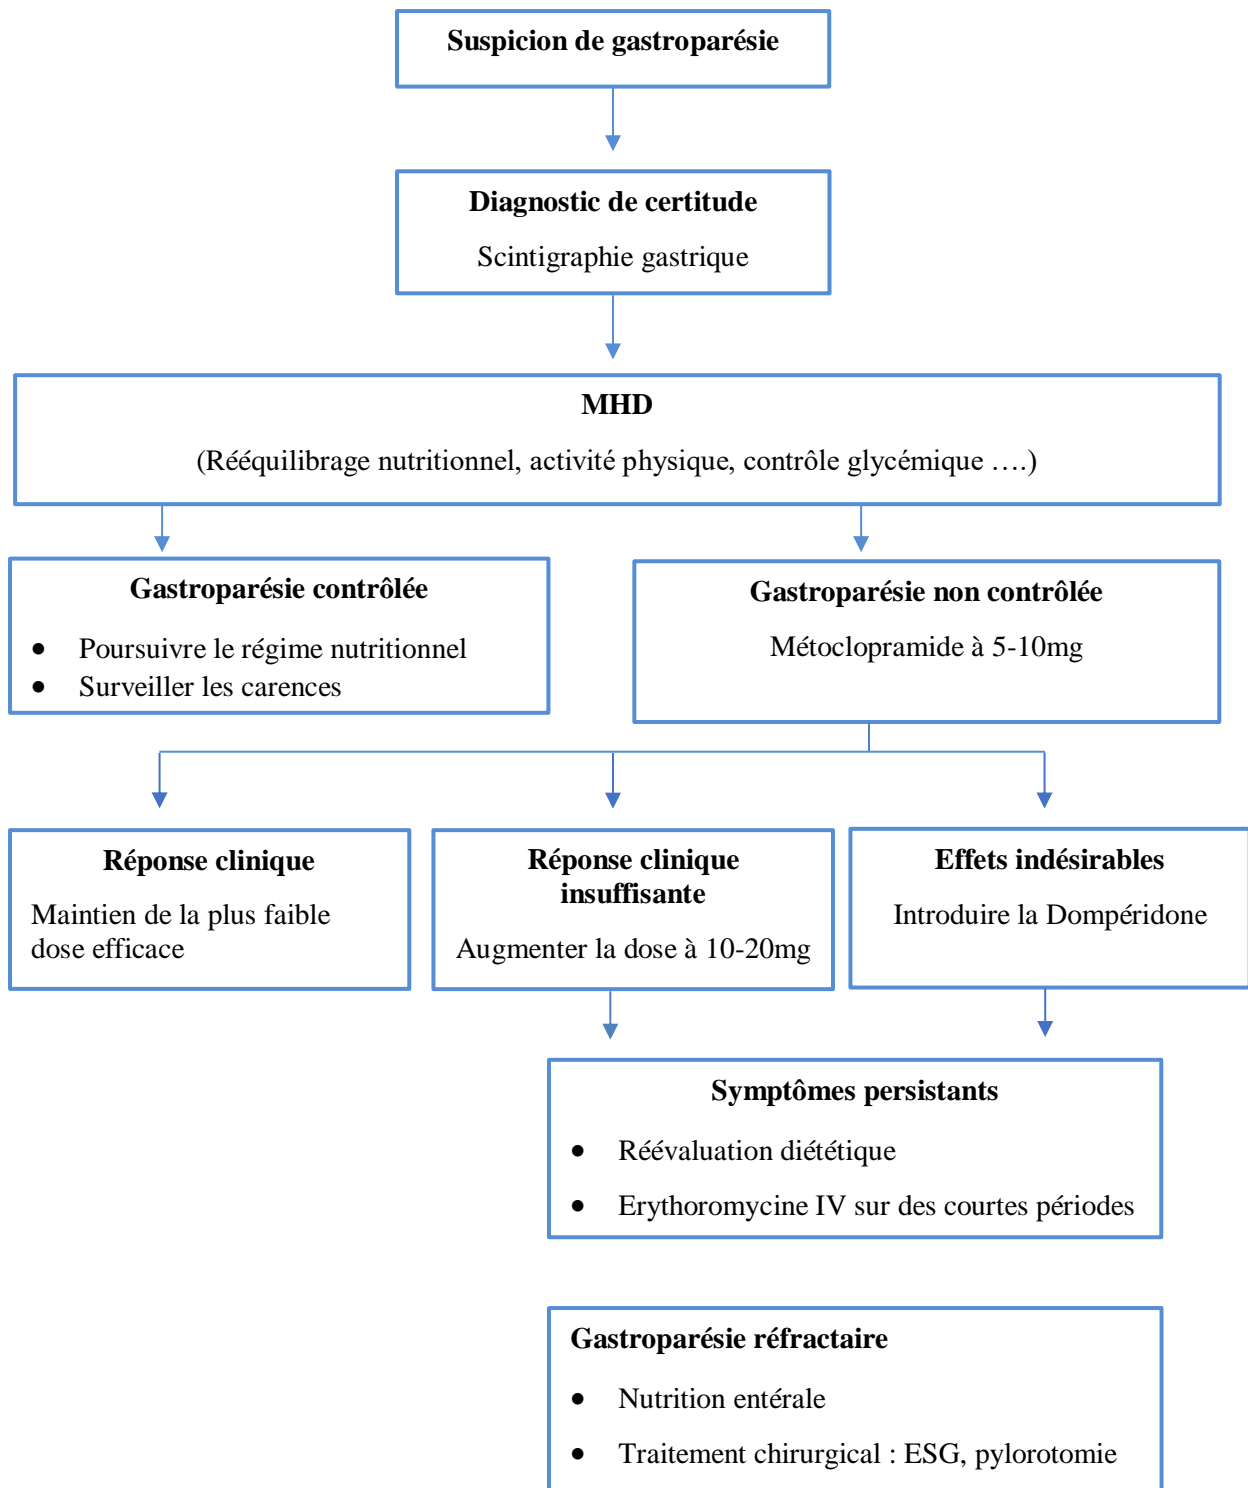 Suspicion de gastroparésie
Diagnostic de certitude
Scintigraphie gastrique
MHD
(Rééquilibrage nutritionnel, activité physique, contrôle glycémique ….)
Gastroparésie contrôlée
• Poursuivre le régime nutritionnel
• Surveiller les carences
Gastroparésie non contrôlée
Métoclopramide à 5-10mg
Réponse clinique
Maintien de la plus faible
dose efficace
Réponse clinique
insuffisante
Augmenter la dose à 10-20mg
Effets indésirables
Introduire la Dompéridone
Symptômes persistants
• Réévaluation diététique
• Erythoromycine IV sur des courtes périodes
Gastroparésie réfractaire
• Nutrition entérale
• Traitement chirurgical : ESG, pylorotomie